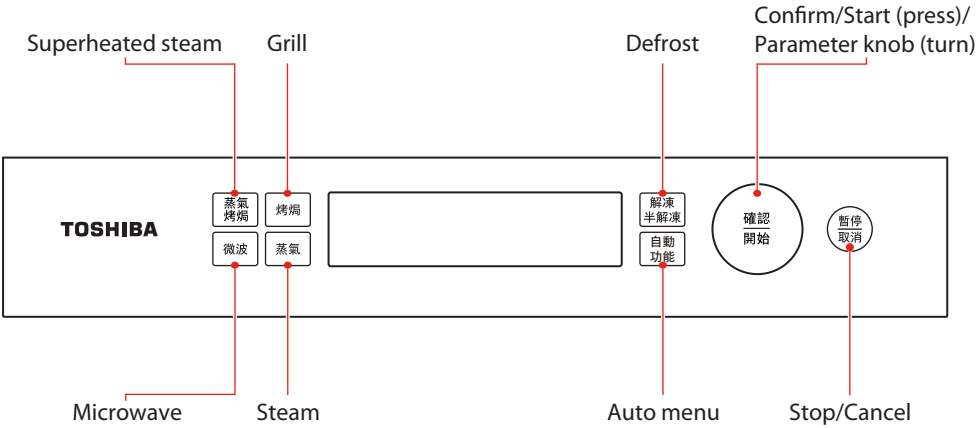 Confirm/Start (press)/
Parameter knob (turn)
Superheated steam
Grill
Defrost
TOSHIBA
蒸氣
烤焗
烤焗
微波
蒸氣
解凍
半解凍
自動
功能
確認
開始
暫停
取消
Microwave
Steam
Auto menu
Stop/Cancel